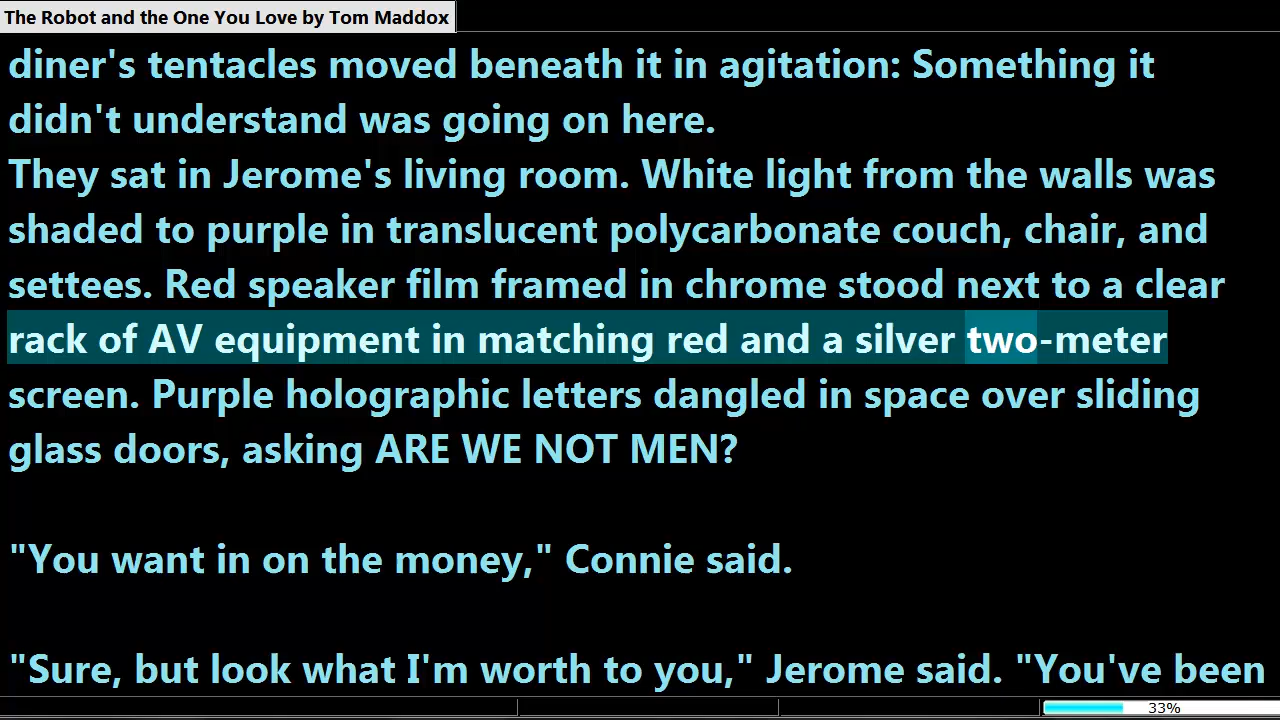 The Robot and the One You Love by Tom Maddox
diner's tentacles moved beneath it in agitation: Something it
didn't understand was going on here.
They sat in Jerome's living room. White light from the walls was
shaded to purple in translucent polycarbonate couch, chair, and
settees. Red speaker film framed in chrome stood next to a clear
rack of AV equipment in matching red and a silver two-meter
screen. Purple holographic letters dangled in space over sliding
glass doors, asking ARE WE NOT MEN?
"You want in on the money," Connie said.
"Sure, but look what I'm worth to you," Jerome said. "You've been
33%